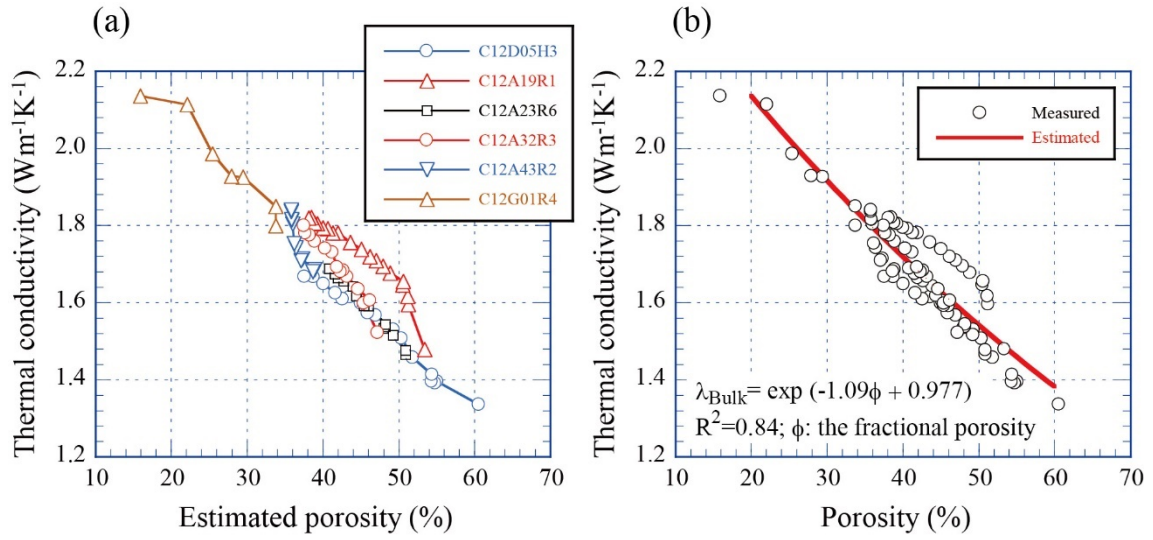 (a)
C12D05H3
C12A19R1
C12A23R6
C12A32R3
C12A43R2
C12G01R4
Thermal conductivity (Wm⁻¹K⁻¹)
2.2
2.0
1.8
1.6
1.4
1.2
10 20 30 40 50 60 70
Estimated porosity (%)
(b)
Measured
Estimated
Thermal conductivity (Wm⁻¹K⁻¹)
2.2
2.0
1.8
1.6
1.4
1.2
λBulk= exp (-1.09ϕ + 0.977)
R²=0.84; ϕ: the fractional porosity
10 20 30 40 50 60 70
Porosity (%)